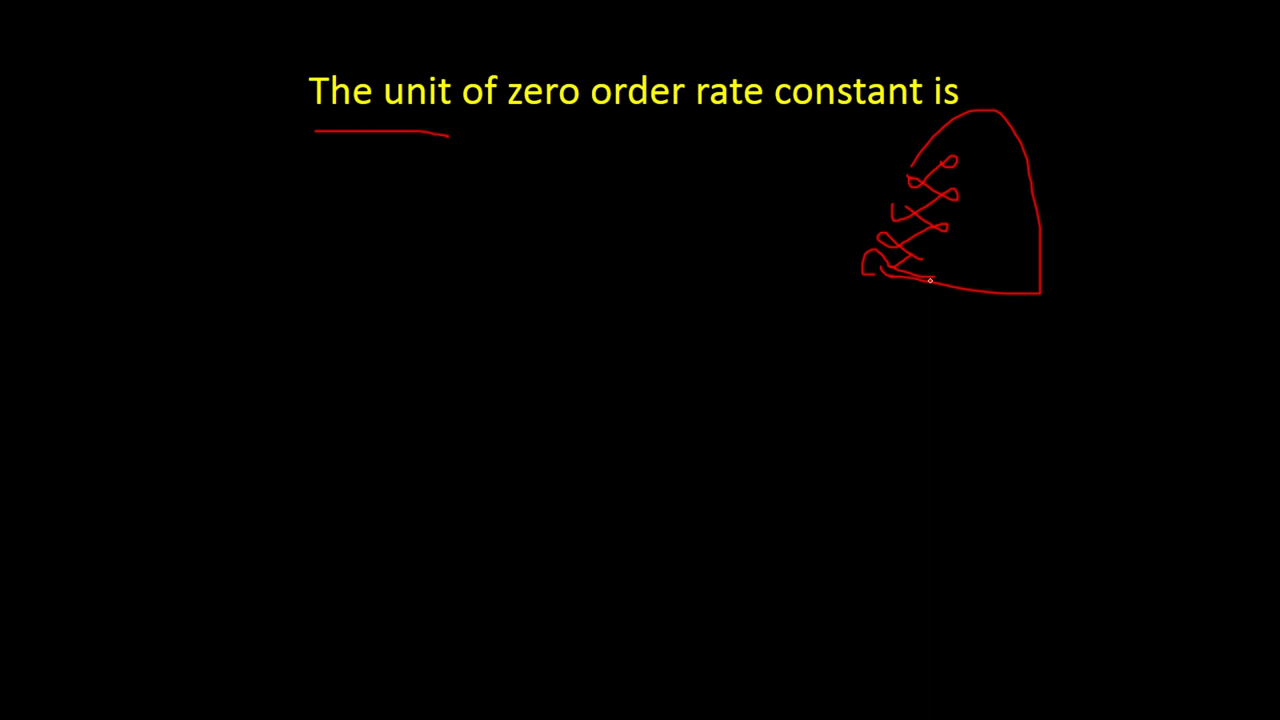 The unit of zero order rate constant is